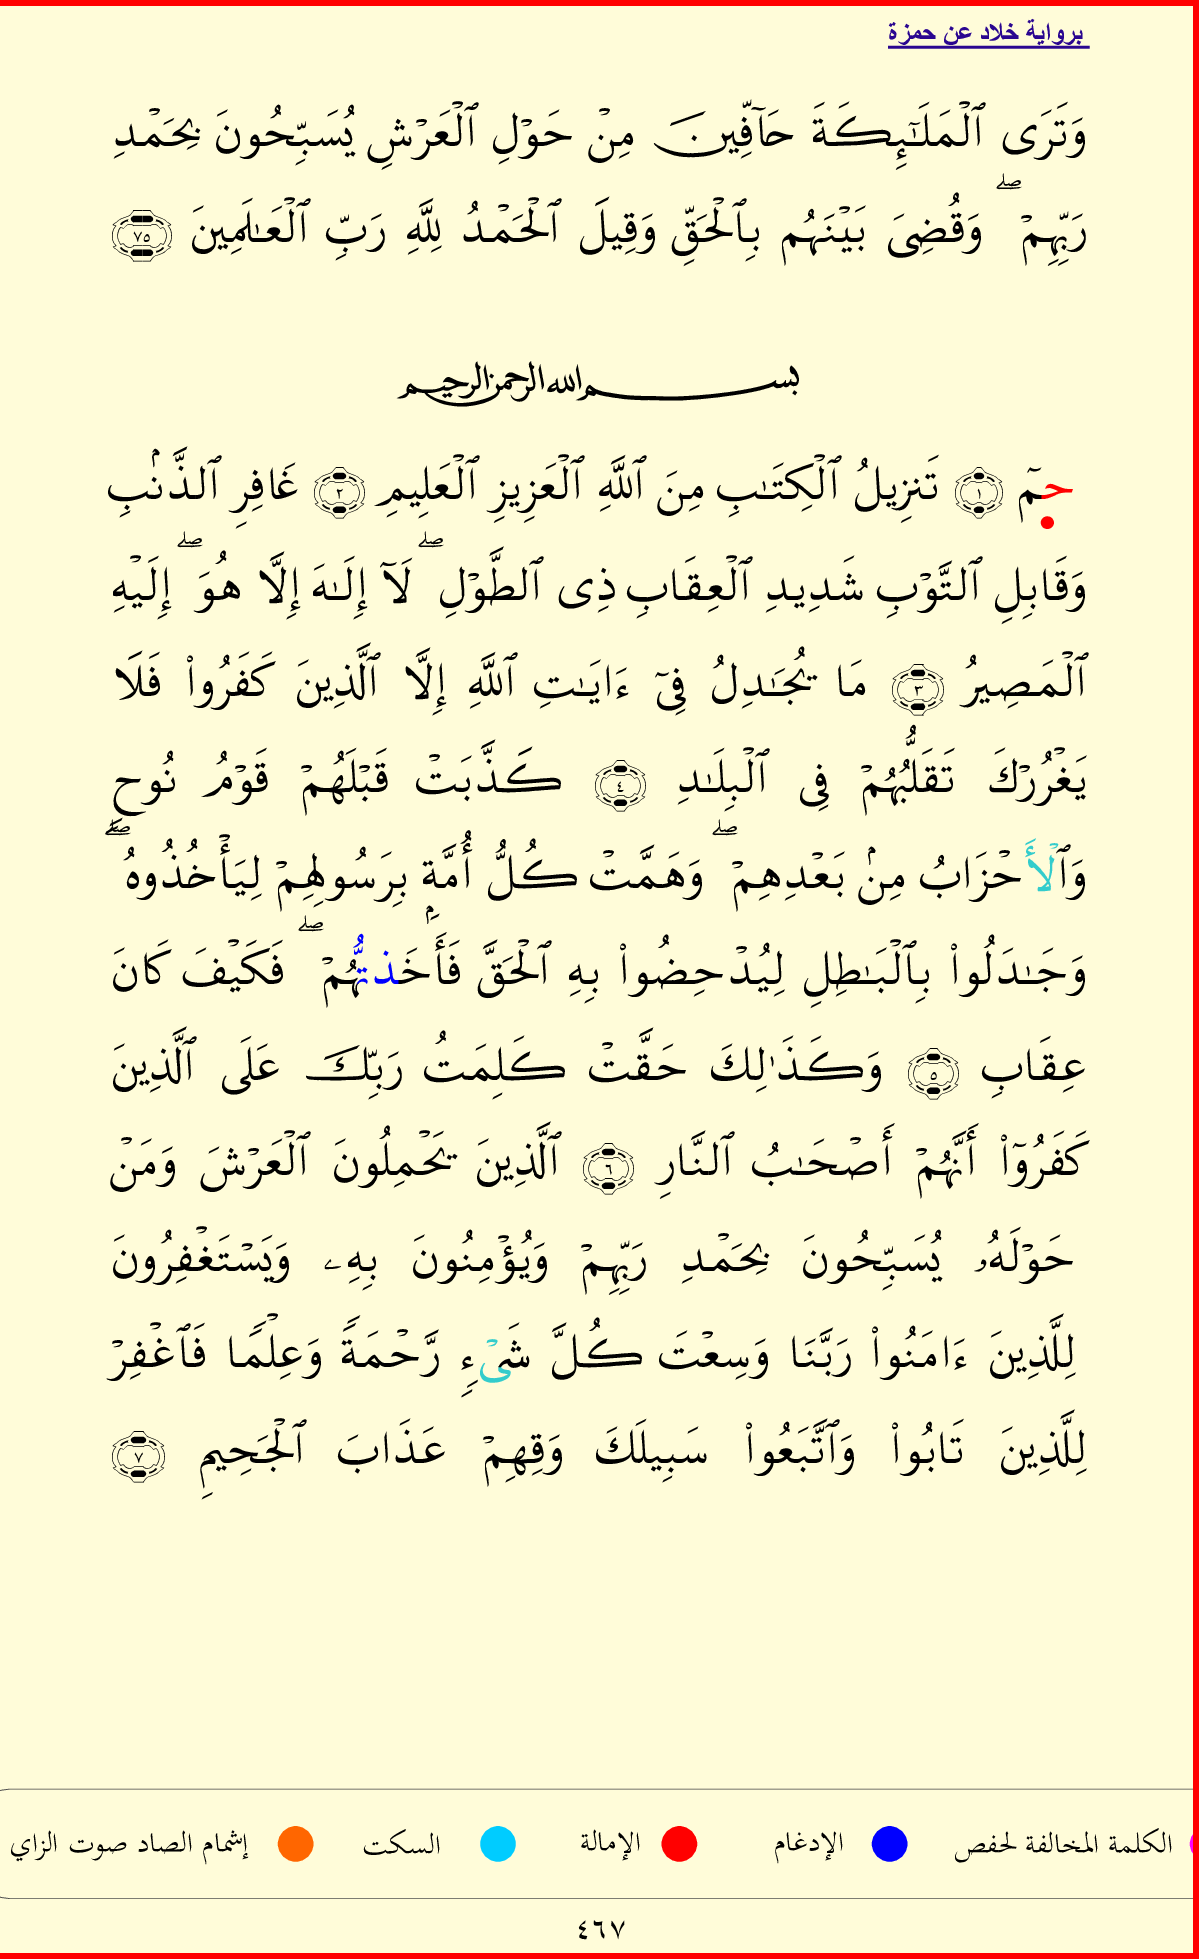 برواية خلاد عن حمزة
وَتَرَى ٱلْمَلَـٰٓئِكَةَ حَآفِّينَ مِنْ حَوْلِ ٱلْعَرْشِ يُسَبِّحُونَ بِحَمْدِ
رَبِّهِمْ ۖ وَقُضِىَ بَيْنَهُم بِٱلْحَقِّ وَقِيلَ ٱلْحَمْدُ لِلَّهِ رَبِّ ٱلْعَـٰلَمِينَ ٧٥
بسم الله الرحمن الرحيم
حمٓ ١ تَنزِيلُ ٱلْكِتَـٰبِ مِنَ ٱللَّهِ ٱلْعَزِيزِ ٱلْعَلِيمِ ٢ غَافِرِ ٱلذَّنۢبِ
وَقَابِلِ ٱلتَّوْبِ شَدِيدِ ٱلْعِقَابِ ذِى ٱلطَّوْلِ ۖ لَآ إِلَـٰهَ إِلَّا هُوَ ۖ إِلَيْهِ
ٱلْمَصِيرُ ٣ مَا يُجَـٰدِلُ فِىٓ ءَايَـٰتِ ٱللَّهِ إِلَّا ٱلَّذِينَ كَفَرُوا۟ فَلَا
يَغْرُرْكَ تَقَلُّبُهُمْ فِى ٱلْبِلَـٰدِ ٤ كَذَّبَتْ قَبْلَهُمْ قَوْمُ نُوحٍ
وَٱلْأَحْزَابُ مِنۢ بَعْدِهِمْ ۖ وَهَمَّتْ كُلُّ أُمَّةٍۭ بِرَسُولِهِمْ لِيَأْخُذُوهُ ۖ
وَجَـٰدَلُوا۟ بِٱلْبَـٰطِلِ لِيُدْحِضُوا۟ بِهِ ٱلْحَقَّ فَأَخَذتُّهُمْ ۖ فَكَيْفَ كَانَ
عِقَابِ ٥ وَكَذَٰلِكَ حَقَّتْ كَلِمَتُ رَبِّكَ عَلَى ٱلَّذِينَ
كَفَرُوٓا۟ أَنَّهُمْ أَصْحَـٰبُ ٱلنَّارِ ٦ ٱلَّذِينَ يَحْمِلُونَ ٱلْعَرْشَ وَمَنْ
حَوْلَهُۥ يُسَبِّحُونَ بِحَمْدِ رَبِّهِمْ وَيُؤْمِنُونَ بِهِۦ وَيَسْتَغْفِرُونَ
لِلَّذِينَ ءَامَنُوا۟ رَبَّنَا وَسِعْتَ كُلَّ شَىْءٍ رَّحْمَةً وَعِلْمًا فَٱغْفِرْ
لِلَّذِينَ تَابُوا۟ وَٱتَّبَعُوا۟ سَبِيلَكَ وَقِهِمْ عَذَابَ ٱلْجَحِيمِ ٧
الكلمة المخالفة لحفص الإدغام الإمالة السكت إشمام الصاد صوت الزاي
٤٦٧